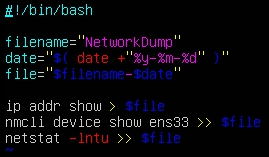 #!/bin/bash
filename="NetworkDump"
date="$( date +"%y-%m-%d" )"
file="$filename-$date"
ip addr show > $file
nmcli device show ens33 >> $file
netstat -lntu >> $file
~